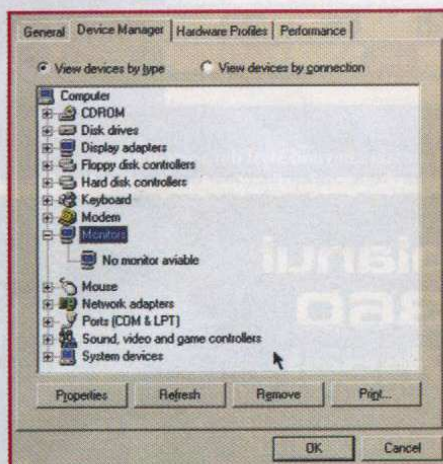 General Device Manager Hardware Profiles Performance
View devices by type View devices by connection
Computer
CDROM
Disk drives
Display adapters
Floppy disk controllers
Hard disk controllers
Keyboard
Modem
Monitors
No monitor aviable
Mouse
Network adapters
Ports (COM & LPT)
Sound, video and game controllers
System devices
Properties Refresh Remove Print...
OK Cancel